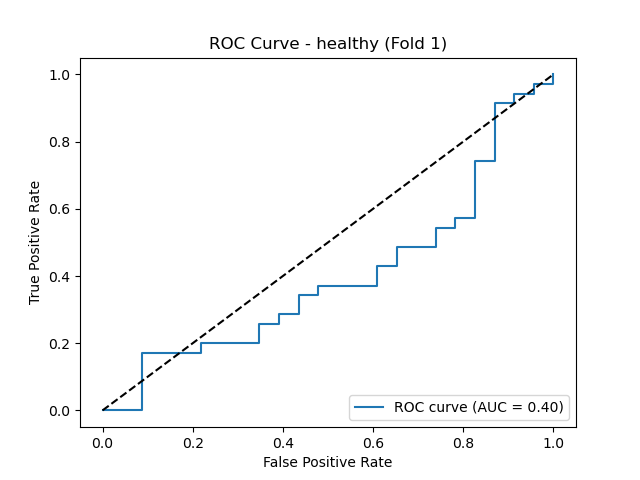 ROC Curve - healthy (Fold 1)
True Positive Rate
1.0
0.8
0.6
0.4
0.2
0.0
ROC curve (AUC = 0.40)
0.0 0.2 0.4 0.6 0.8 1.0
False Positive Rate